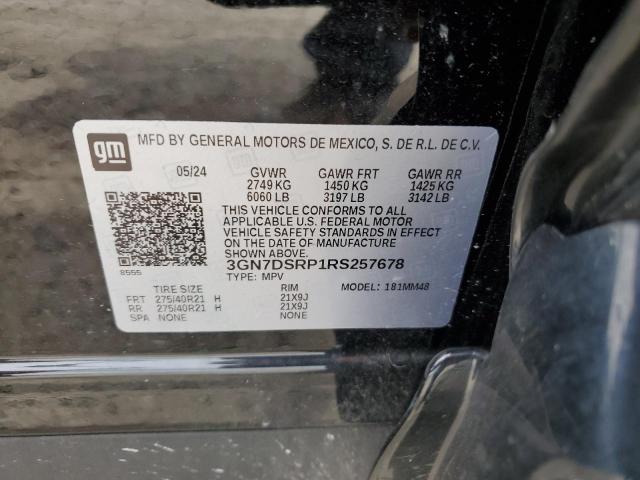 gm MFD BY GENERAL MOTORS DE MEXICO, S. DE R.L. DE C.V.
05/24 GVWR GAWR FRT GAWR RR
2749 KG 1450 KG 1425 KG
6060 LB 3197 LB 3142 LB
THIS VEHICLE CONFORMS TO ALL
APPLICABLE U.S. FEDERAL MOTOR
VEHICLE SAFETY STANDARDS IN EFFECT
ON THE DATE OF MANUFACTURE
SHOWN ABOVE.
8555 3GN7DSRP1RS257678
TYPE: MPV MODEL: 181MM48
TIRE SIZE RIM
FRT 275/40R21 H 21X9J
RR 275/40R21 H 21X9J
SPA NONE NONE